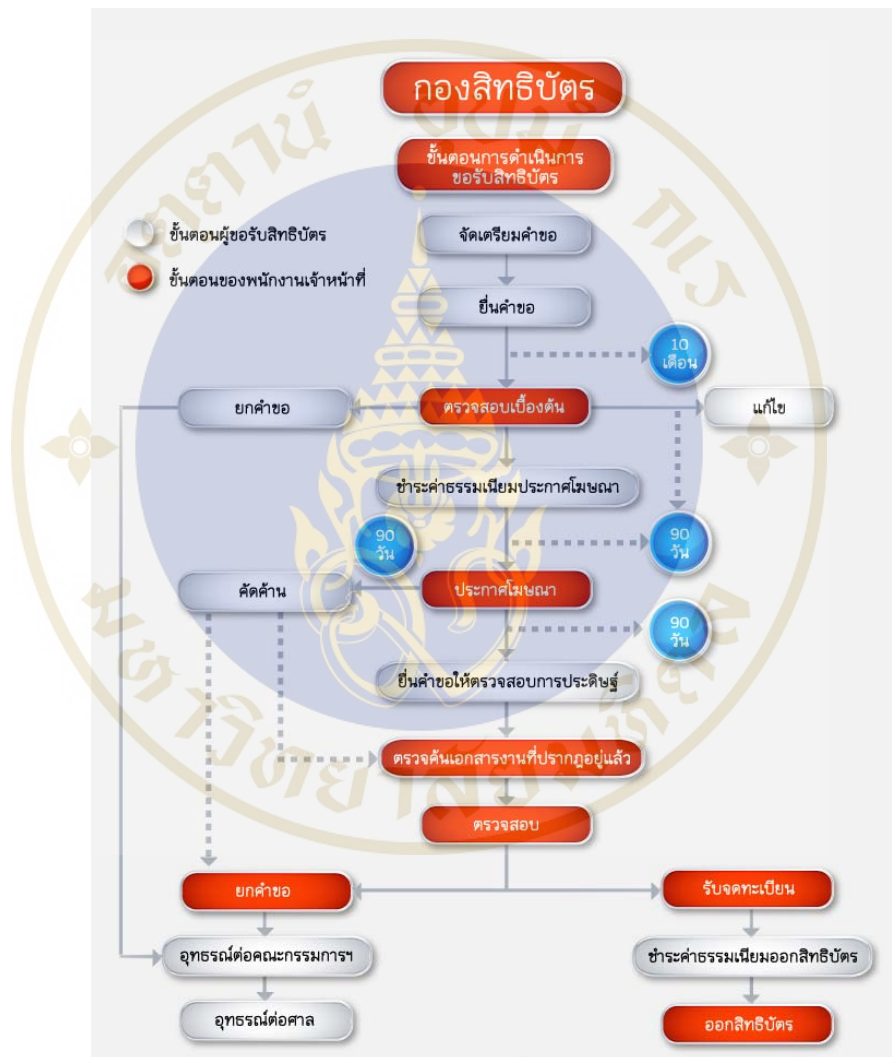 กองสิทธิบัตร
ขั้นตอนการดำเนินการ
ขอรับสิทธิบัตร
ขั้นตอนผู้ขอรับสิทธิบัตร
ขั้นตอนของพนักงานเจ้าหน้าที่
จัดเตรียมคำขอ
ยื่นคำขอ
10
เดือน
ยกคำขอ
ตรวจสอบเบื้องต้น
แก้ไข
ชำระค่าธรรมเนียมประกาศโฆษณา
90
วัน
90
วัน
คัดค้าน
ประกาศโฆษณา
90
วัน
ยื่นคำขอให้ตรวจสอบการประดิษฐ์
ตรวจค้นเอกสารงานที่ปรากฏอยู่แล้ว
ตรวจสอบ
ยกคำขอ
รับจดทะเบียน
อุทธรณ์ต่อคณะกรรมการฯ
ชำระค่าธรรมเนียมออกสิทธิบัตร
อุทธรณ์ต่อศาล
ออกสิทธิบัตร
มหาวิทยาลัยมหิดล